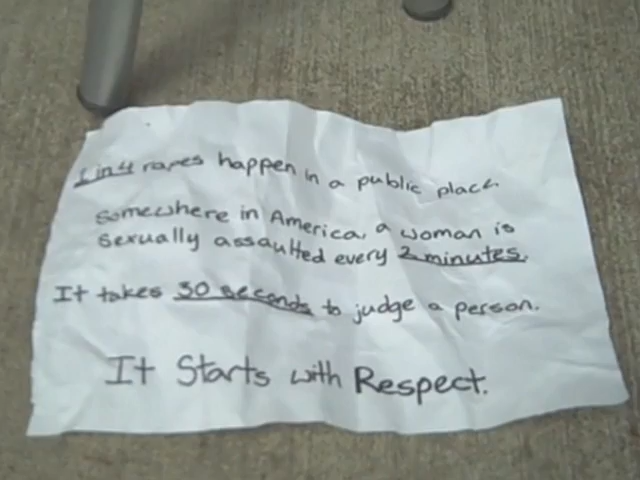 1 in 4 rapes happen in a public place.
Somewhere in America, a woman is
sexually assaulted every 2 minutes.
It takes 30 seconds to judge a person.
It Starts with Respect.